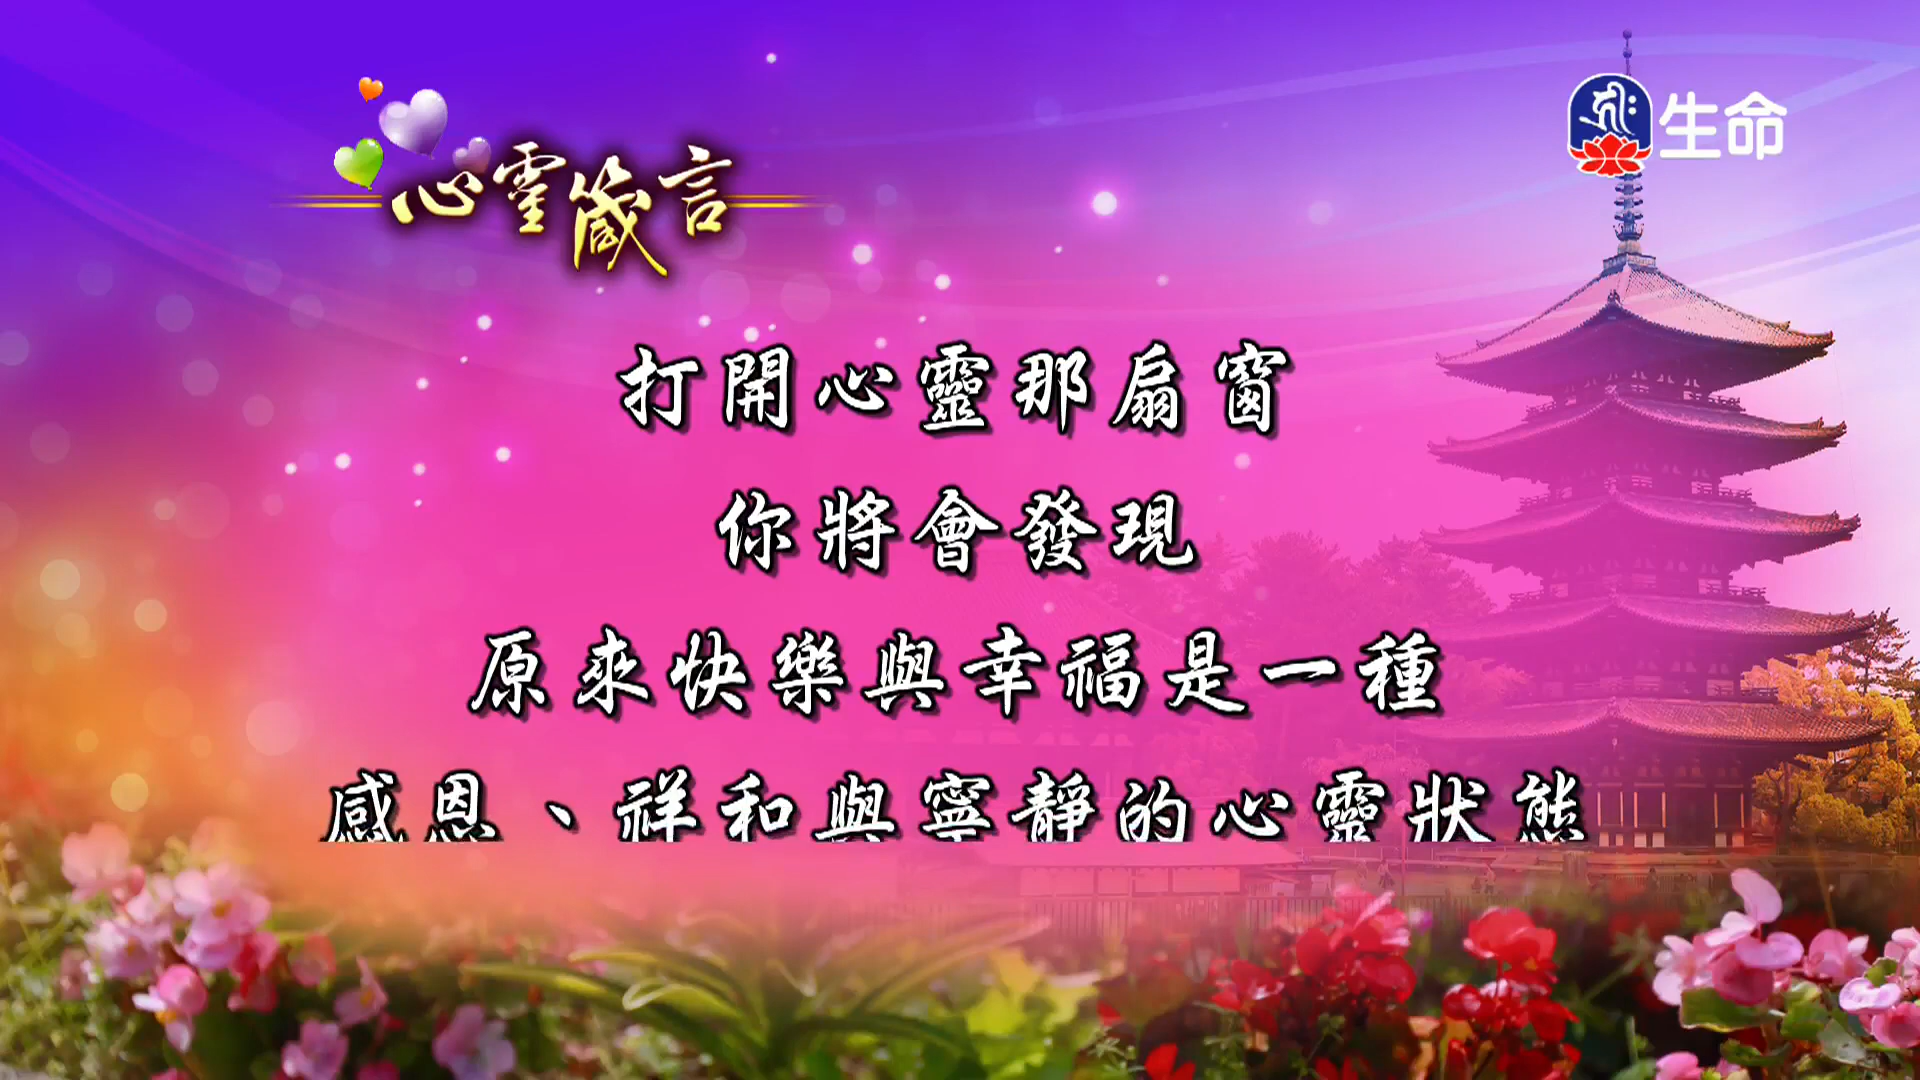 心靈箴言
生命
打開心靈那扇窗
你將會發現
原來快樂與幸福是一種
感恩、祥和與寧靜的心靈狀態